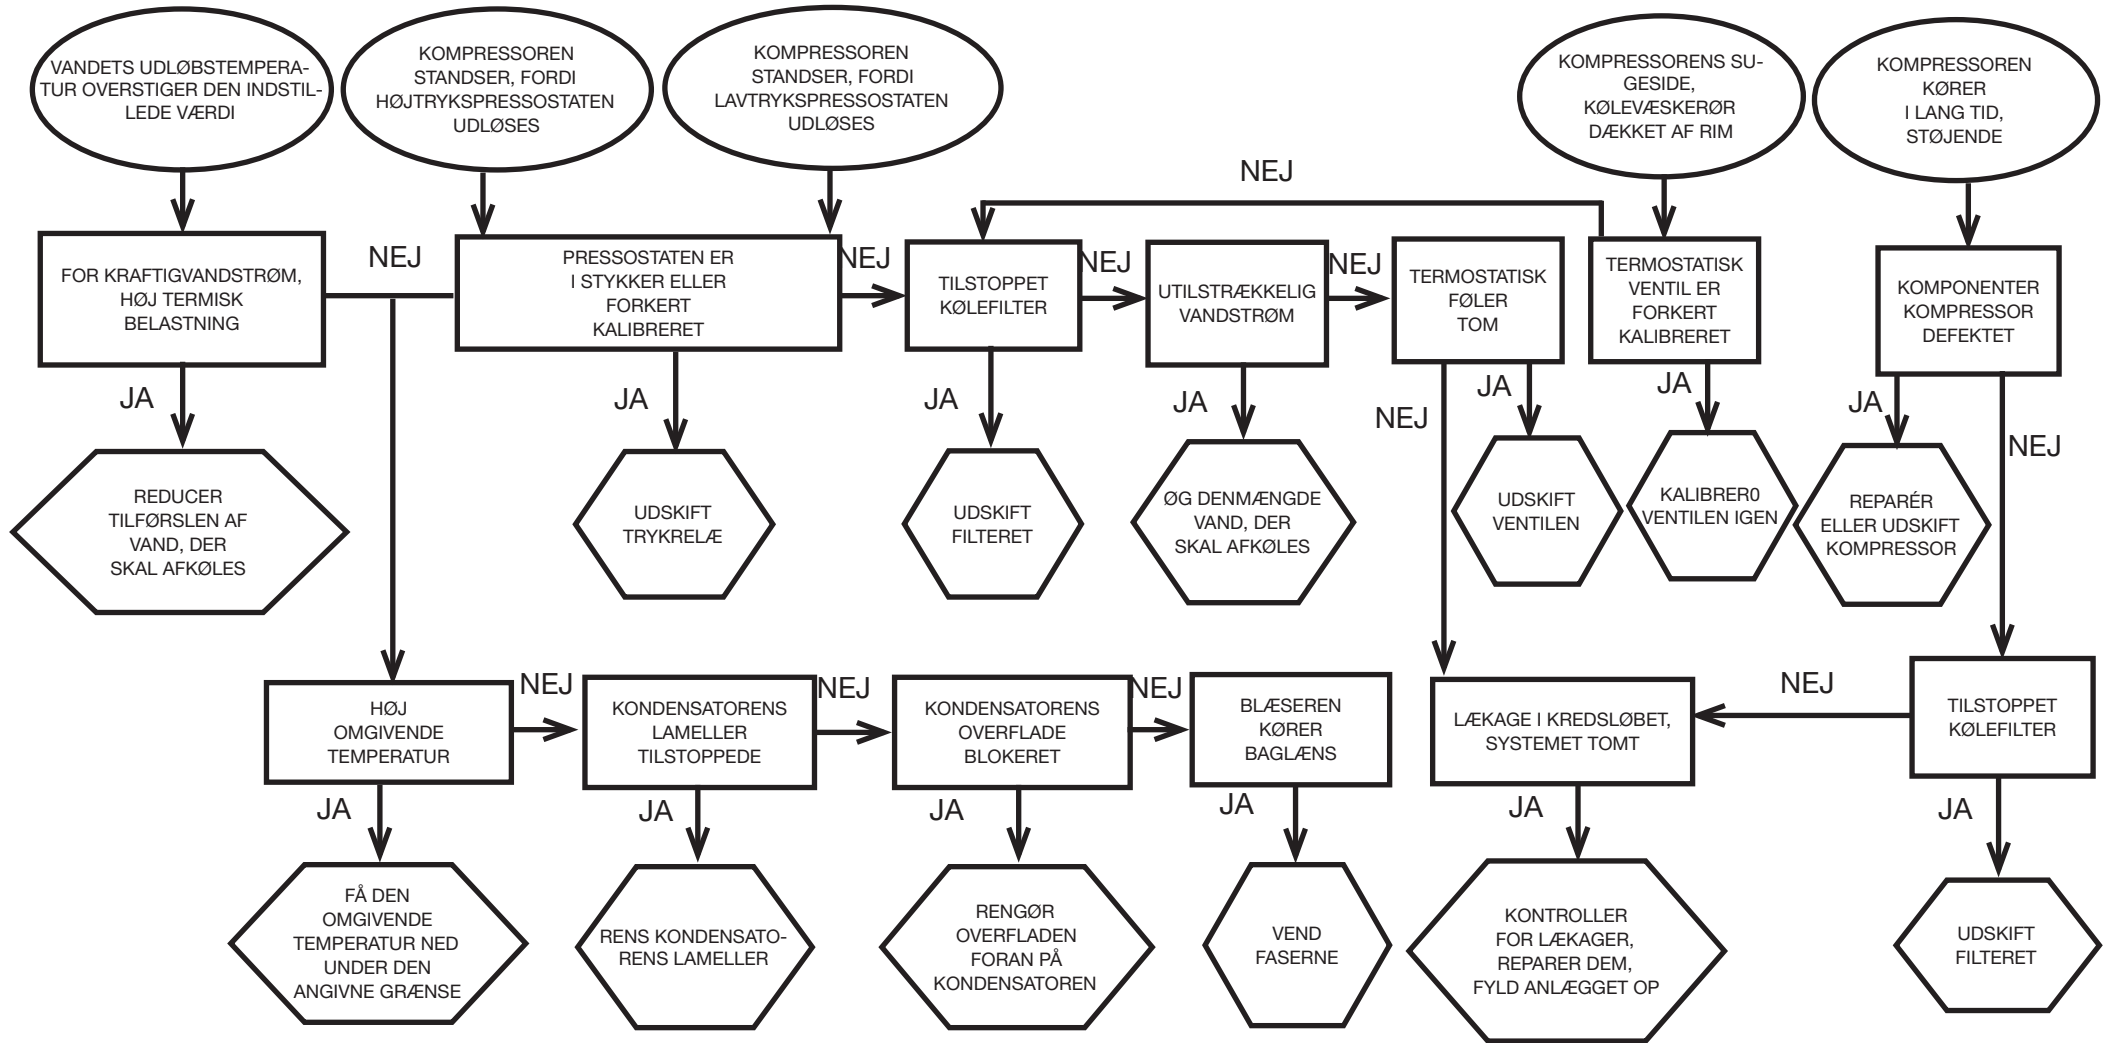 VANDETS UDLØBSTEMPERA-
TUR OVERSTIGER DEN INDSTIL-
LEDE VÆRDI
KOMPRESSOREN
STANDSER, FORDI
HØJTRYKSPRESSOSTATEN
UDLØSES
KOMPRESSOREN
STANDSER, FORDI
LAVTRYKSPRESSOSTATEN
UDLØSES
KOMPRESSORENS SU-
GESIDE,
KØLEVÆSKERØR
DÆKKET AF RIM
KOMPRESSOREN
KØRER
I LANG TID,
STØJENDE
NEJ
FOR KRAFTIGVANDSTRØM,
HØJ TERMISK
BELASTNING
NEJ
PRESSOSTATEN ER
I STYKKER ELLER
FORKERT
KALIBRERET
NEJ
TILSTOPPET
KØLEFILTER
NEJ
UTILSTRÆKKELIG
VANDSTRØM
NEJ
TERMOSTATISK
FØLER
TOM
TERMOSTATISK
VENTIL ER
FORKERT
KALIBRERET
KOMPONENTER
KOMPRESSOR
DEFEKTET
JA
JA
JA
JA
NEJ
JA
JA
JA
NEJ
REDUCER
TILFØRSLEN AF
VAND, DER
SKAL AFKØLES
UDSKIFT
TRYKRELÆ
UDSKIFT
FILTERET
ØG DENMÆNGDE
VAND, DER
SKAL AFKØLES
UDSKIFT
VENTILEN
KALIBRER0
VENTILEN IGEN
REPARÉR
ELLER UDSKIFT
KOMPRESSOR
HØJ
OMGIVENDE
TEMPERATUR
NEJ
KONDENSATORENS
LAMELLER
TILSTOPPEDE
NEJ
KONDENSATORENS
OVERFLADE
BLOKERET
NEJ
BLÆSEREN
KØRER
BAGLÆNS
LÆKAGE I KREDSLØBET,
SYSTEMET TOMT
NEJ
TILSTOPPET
KØLEFILTER
JA
JA
JA
JA
JA
JA
FÅ DEN
OMGIVENDE
TEMPERATUR NED
UNDER DEN
ANGIVNE GRÆNSE
RENS KONDENSATO-
RENS LAMELLER
RENGØR
OVERFLADEN
FORAN PÅ
KONDENSATOREN
VEND
FASERNE
KONTROLLER
FOR LÆKAGER,
REPARER DEM,
FYLD ANLÆGGET OP
UDSKIFT
FILTERET